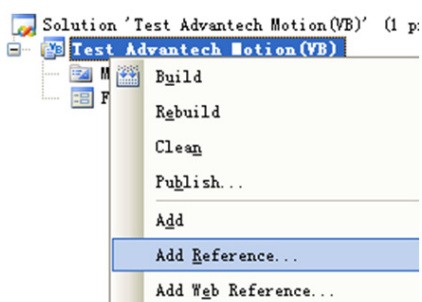 Solution 'Test Advantech Motion(VB)' (1 p
Test Advantech Motion(VB)
M
F
Build
Rebuild
Clean
Publish...
Add
Add Reference...
Add Web Reference...